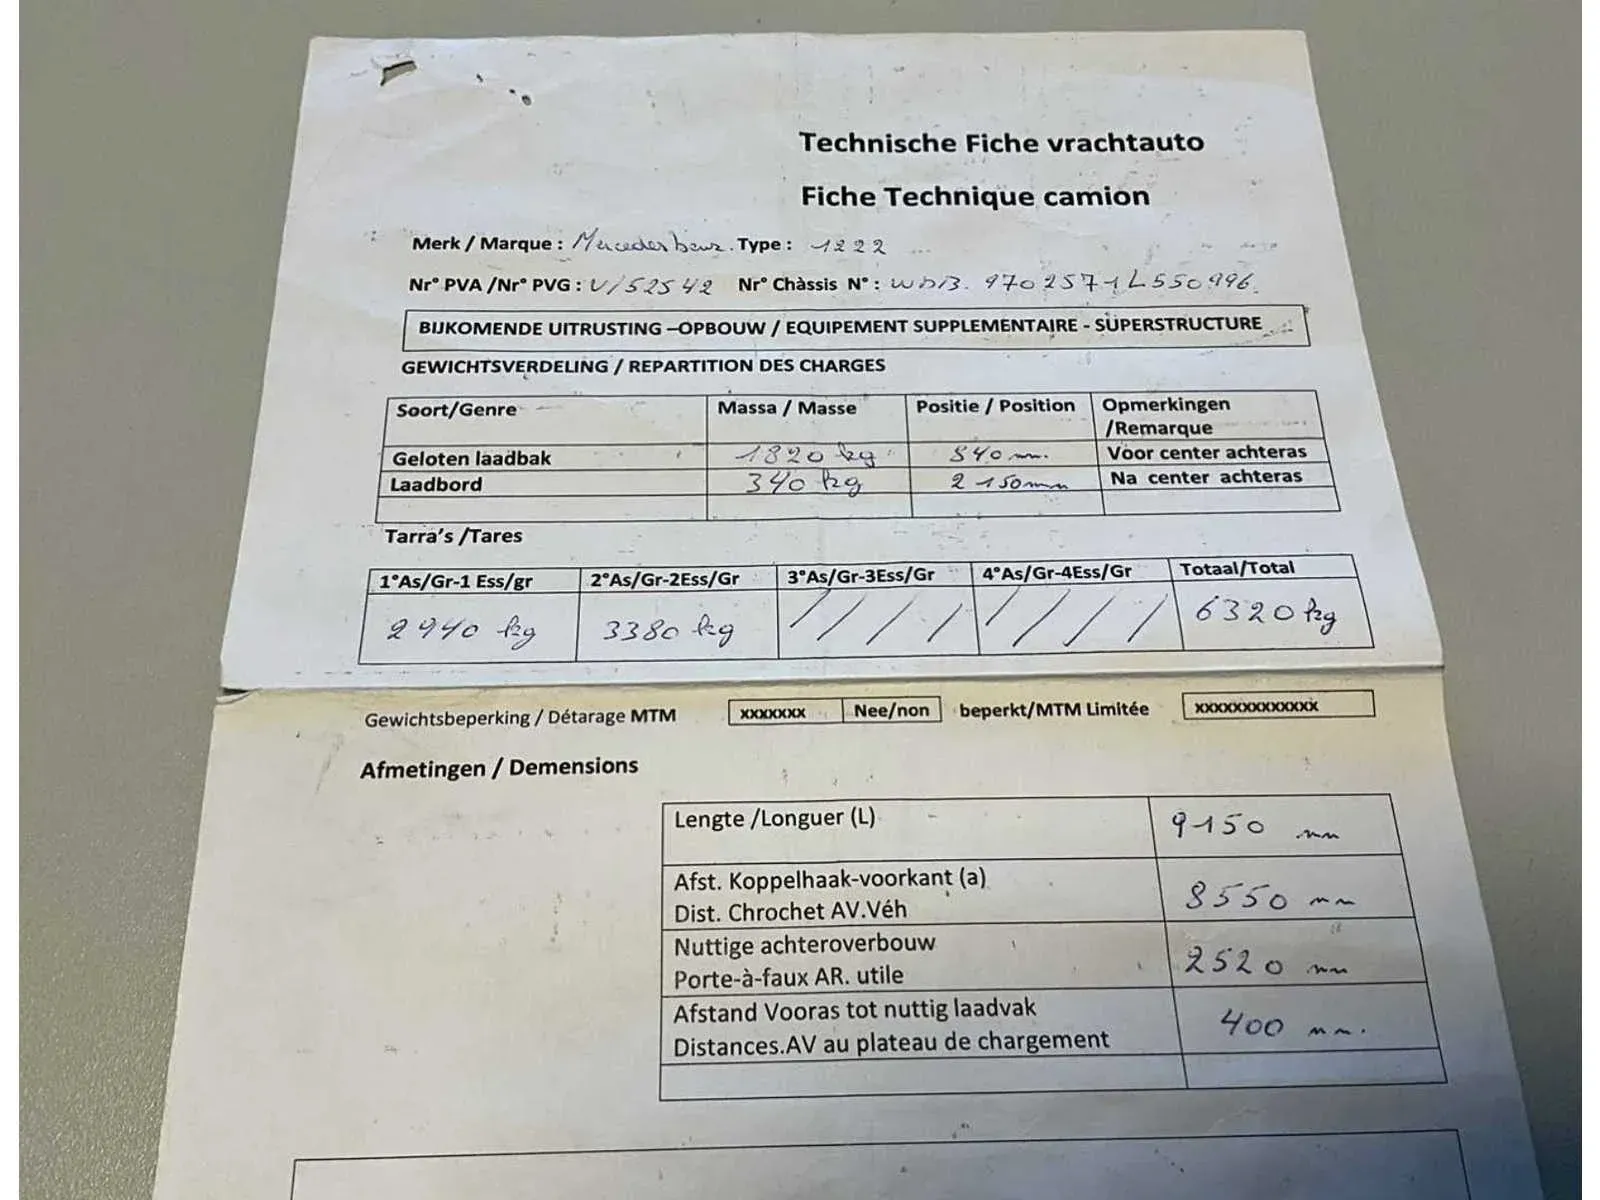 Technische Fiche vrachtauto
Fiche Technique camion
Merk / Marque : Mercedes benz. Type : 1222
Nr° PVA /Nr° PVG : V/52542 Nr° Chàssis N° : WDB. 9702571L550996
BIJKOMENDE UITRUSTING –OPBOUW / EQUIPEMENT SUPPLEMENTAIRE - SUPERSTRUCTURE
GEWICHTSVERDELING / REPARTITION DES CHARGES
Soort/Genre Massa / Masse Positie / Position Opmerkingen
/Remarque
Geloten laadbak 1820 kg 540 mm. Voor center achteras
Laadbord 340 kg 2150mm Na center achteras
Tarra's /Tares
1°As/Gr-1 Ess/gr 2°As/Gr-2Ess/Gr 3°As/Gr-3Ess/Gr 4°As/Gr-4Ess/Gr Totaal/Total
2940 kg 3380 kg //// //// 6320 kg
Gewichtsbeperking / Détarage MTM xxxxxxx Nee/non beperkt/MTM Limitée xxxxxxxxxxxxx
Afmetingen / Demensions
Lengte /Longuer (L) 9150 mm
Afst. Koppelhaak-voorkant (a)
Dist. Chrochet AV.Véh 8550 mm
Nuttige achteroverbouw
Porte-à-faux AR. utile 2520 mm
Afstand Vooras tot nuttig laadvak
Distances.AV au plateau de chargement 400 mm.